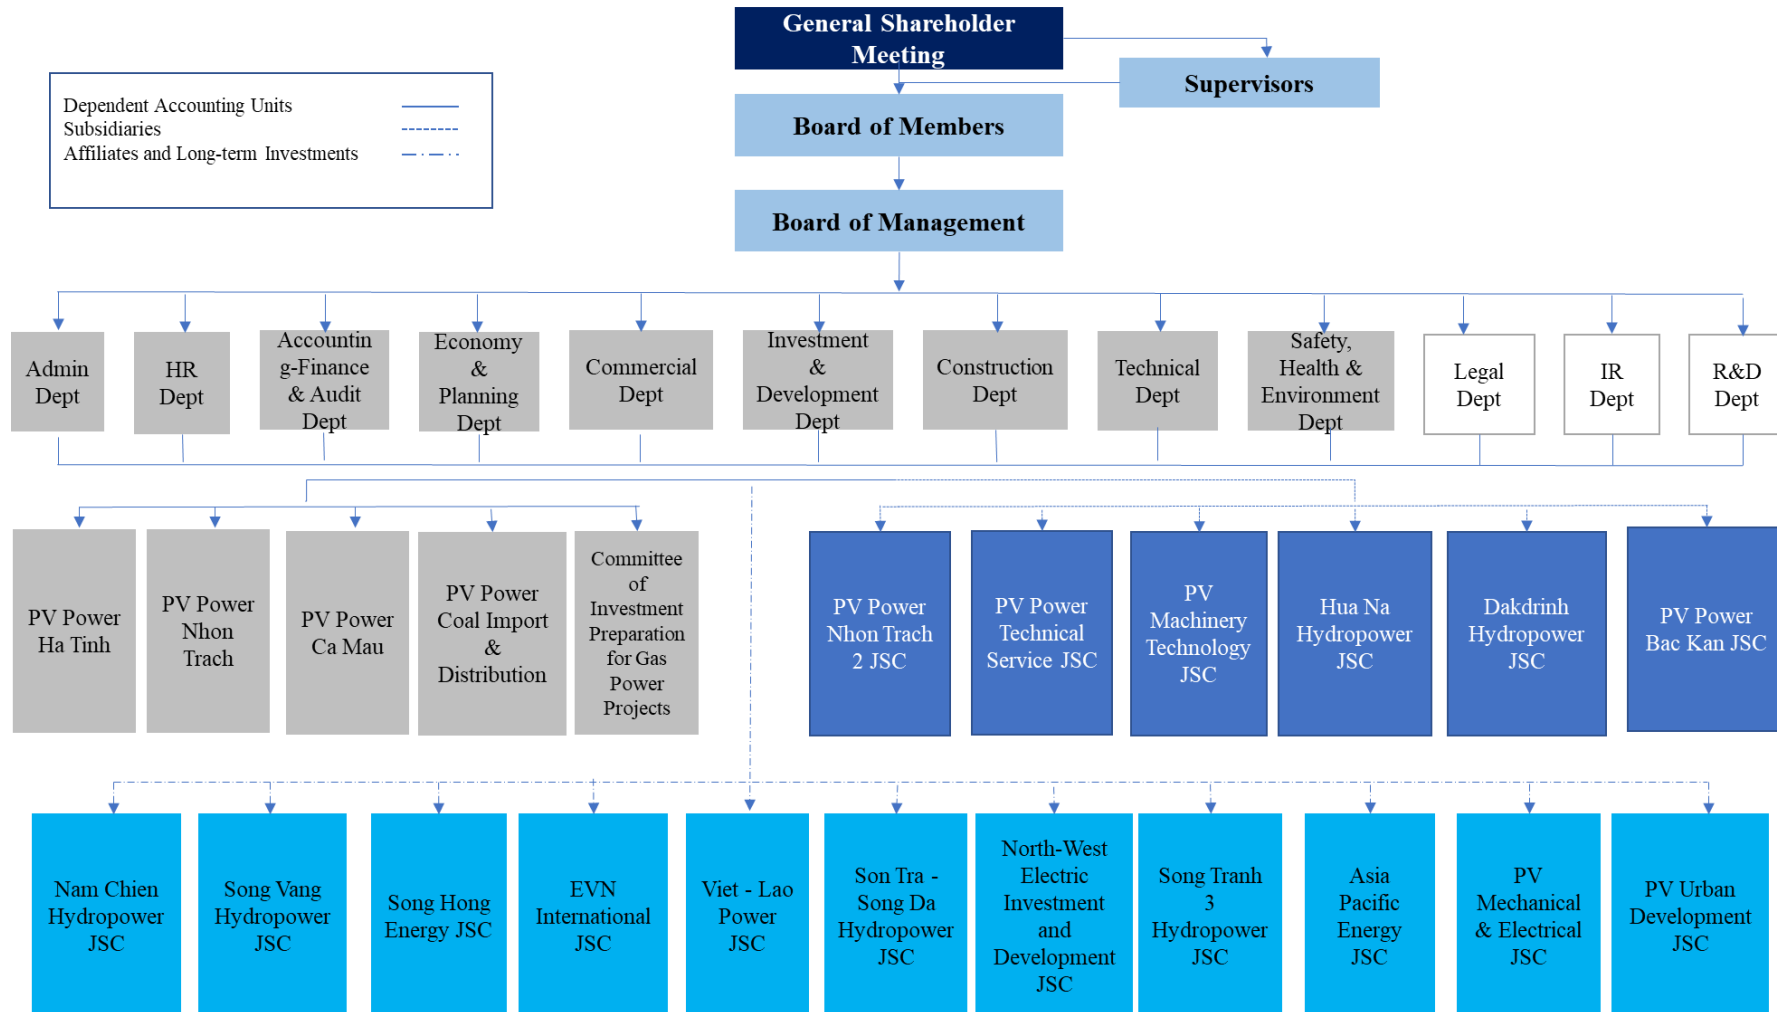 General Shareholder
Meeting
Supervisors
Dependent Accounting Units
Subsidiaries
Affiliates and Long-term Investments
Board of Members
Board of Management
Admin
Dept
HR
Dept
Accountin
g-Finance
& Audit
Dept
Economy
&
Planning
Dept
Commercial
Dept
Investment
&
Development
Dept
Construction
Dept
Technical
Dept
Safety,
Health &
Environment
Dept
Legal
Dept
IR
Dept
R&D
Dept
PV Power
Ha Tinh
PV Power
Nhon
Trach
PV Power
Ca Mau
PV Power
Coal Import
&
Distribution
Committee
of
Investment
Preparation
for Gas
Power
Projects
PV Power
Nhon Trach
2 JSC
PV Power
Technical
Service JSC
PV
Machinery
Technology
JSC
Hua Na
Hydropower
JSC
Dakdrinh
Hydropower
JSC
PV Power
Bac Kan JSC
Nam Chien
Hydropower
JSC
Song Vang
Hydropower
JSC
Song Hong
Energy JSC
EVN
International
JSC
Viet - Lao
Power
JSC
Son Tra -
Song Da
Hydropower
JSC
North-West
Electric
Investment
and
Development
JSC
Song Tranh
3
Hydropower
JSC
Asia
Pacific
Energy
JSC
PV
Mechanical
& Electrical
JSC
PV Urban
Development
JSC